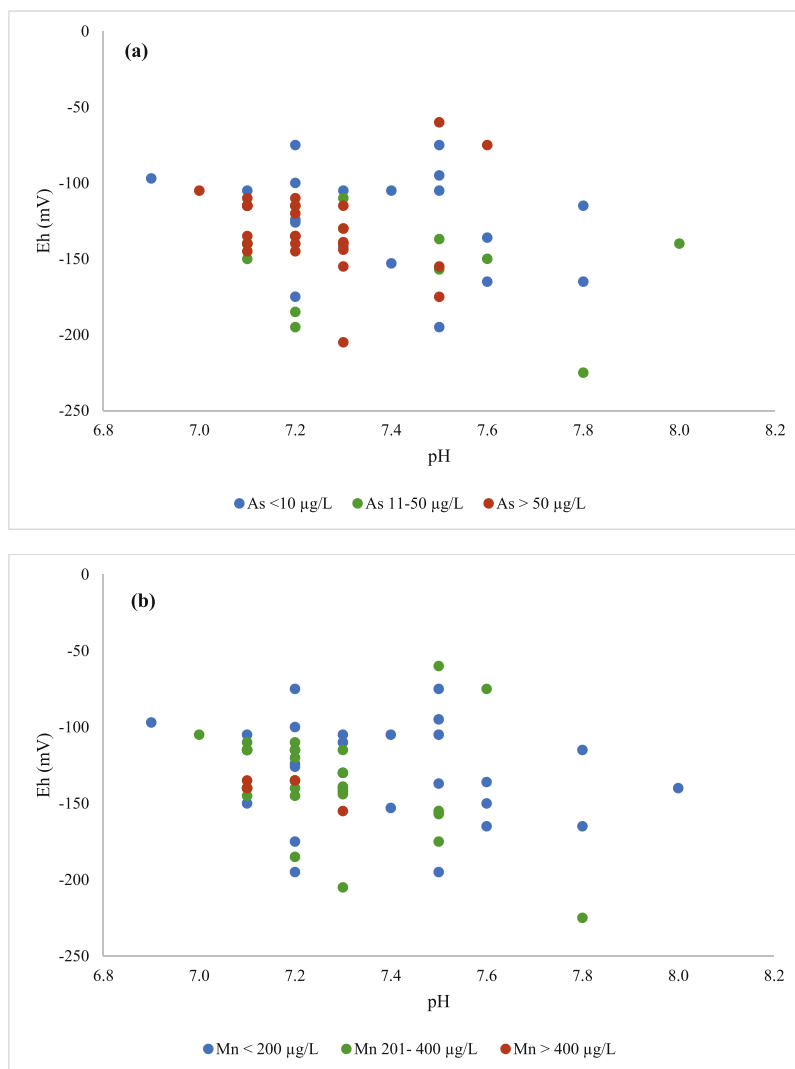 (a)
0
-50
-100
-150
-200
-250
Eh (mV)
6.8 7.0 7.2 7.4 7.6 7.8 8.0 8.2
pH
As <10 µg/L As 11-50 µg/L As > 50 µg/L
(b)
0
-50
-100
-150
-200
-250
Eh (mV)
6.8 7.0 7.2 7.4 7.6 7.8 8.0 8.2
pH
Mn < 200 µg/L Mn 201- 400 µg/L Mn > 400 µg/L